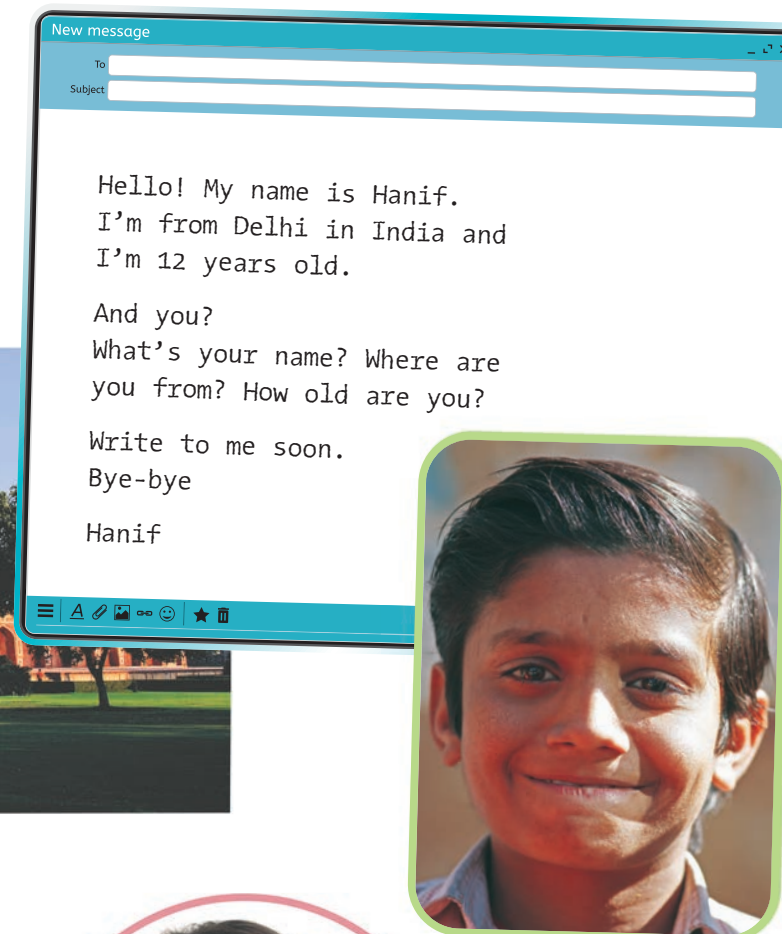 New message
To
Subject
Hello! My name is Hanif.
I’m from Delhi in India and
I’m 12 years old.
And you?
What’s your name? Where are
you from? How old are you?
Write to me soon.
Bye-bye
Hanif